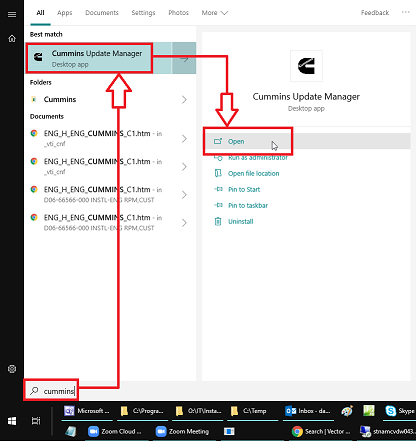 All Apps Documents Settings Photos More Feedback ...
Best match
Cummins Update Manager
Desktop app
Folders
Cummins
Documents
ENG_H_ENG_CUMMINS_C1.htm - in
_vti_cnf
ENG_H_ENG_CUMMINS_C1.htm - in
_vti_cnf
ENG_H_ENG_CUMMINS_C1.htm - in
D06-66566-000 INSTL-ENG RPM,CUST
ENG_H_ENG_CUMMINS_C1.htm - in
D06-66566-000 INSTL-ENG RPM,CUST
Cummins Update Manager
Desktop app
Open
Run as administrator
Open file location
Pin to Start
Pin to taskbar
Uninstall
cummins
Microsoft ... C:\Progra... O:\IT\Insta... C:\Temp Inbox - da... Skype
Zoom Cloud ... Zoom Meeting Search | Vector ... stnamcvdw043...